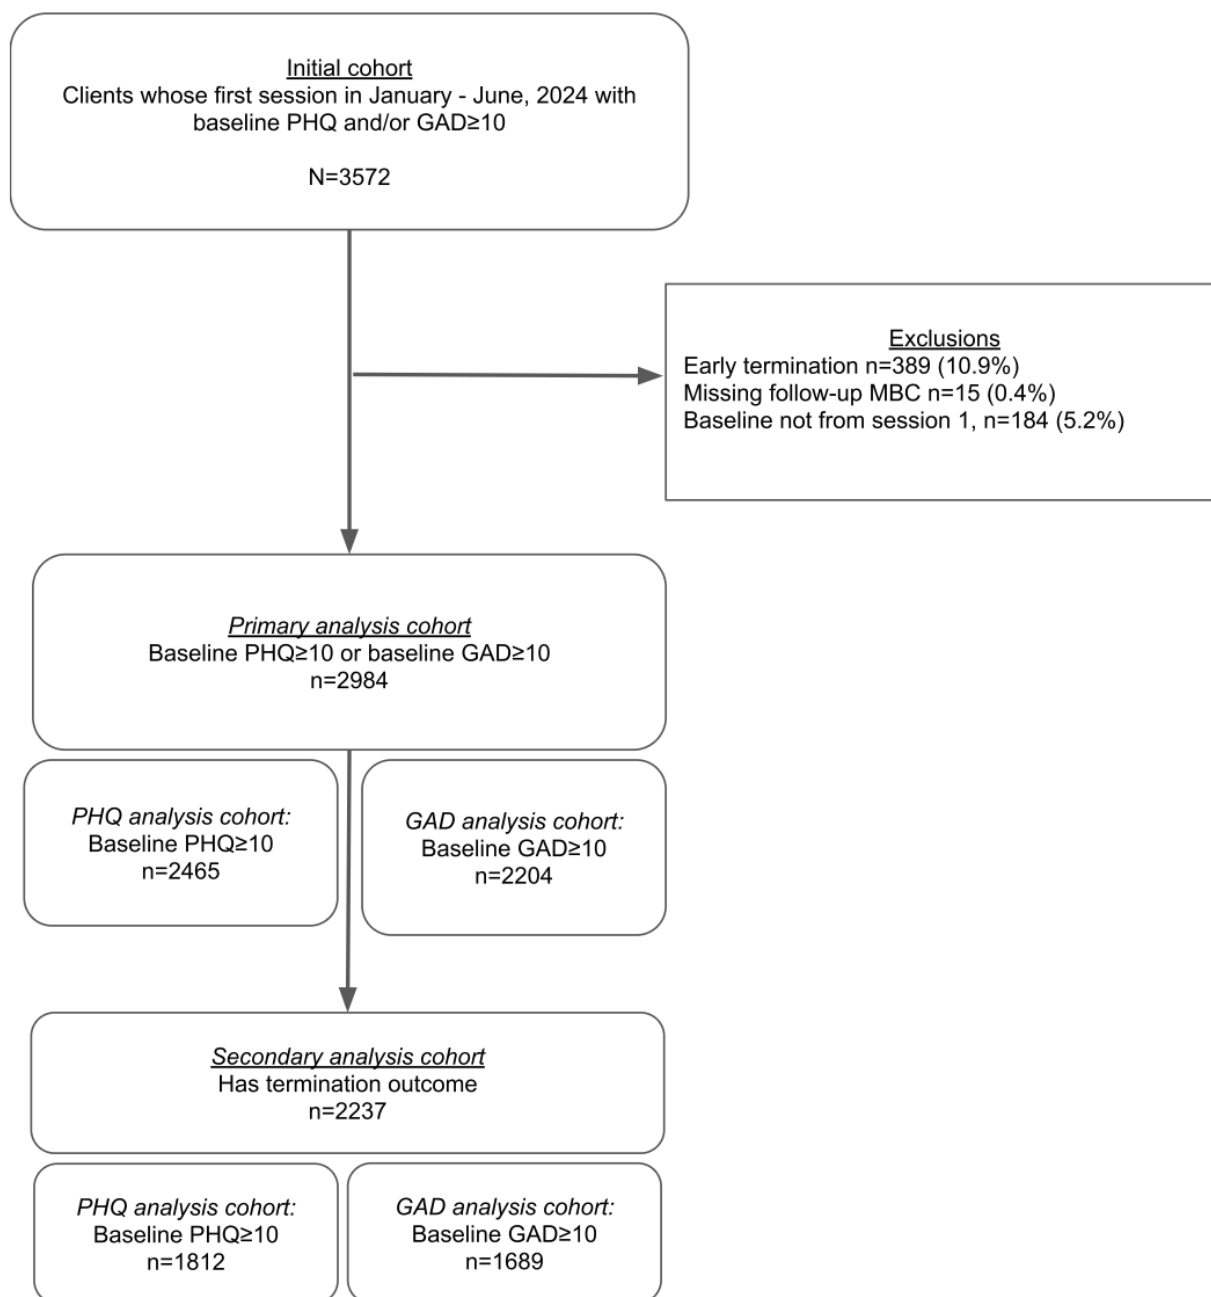 Initial cohort
Clients whose first session in January - June, 2024 with
baseline PHQ and/or GAD≥10
N=3572
Exclusions
Early termination n=389 (10.9%)
Missing follow-up MBC n=15 (0.4%)
Baseline not from session 1, n=184 (5.2%)
Primary analysis cohort
Baseline PHQ≥10 or baseline GAD≥10
n=2984
PHQ analysis cohort:
Baseline PHQ≥10
n=2465
GAD analysis cohort:
Baseline GAD≥10
n=2204
Secondary analysis cohort
Has termination outcome
n=2237
PHQ analysis cohort:
Baseline PHQ≥10
n=1812
GAD analysis cohort:
Baseline GAD≥10
n=1689